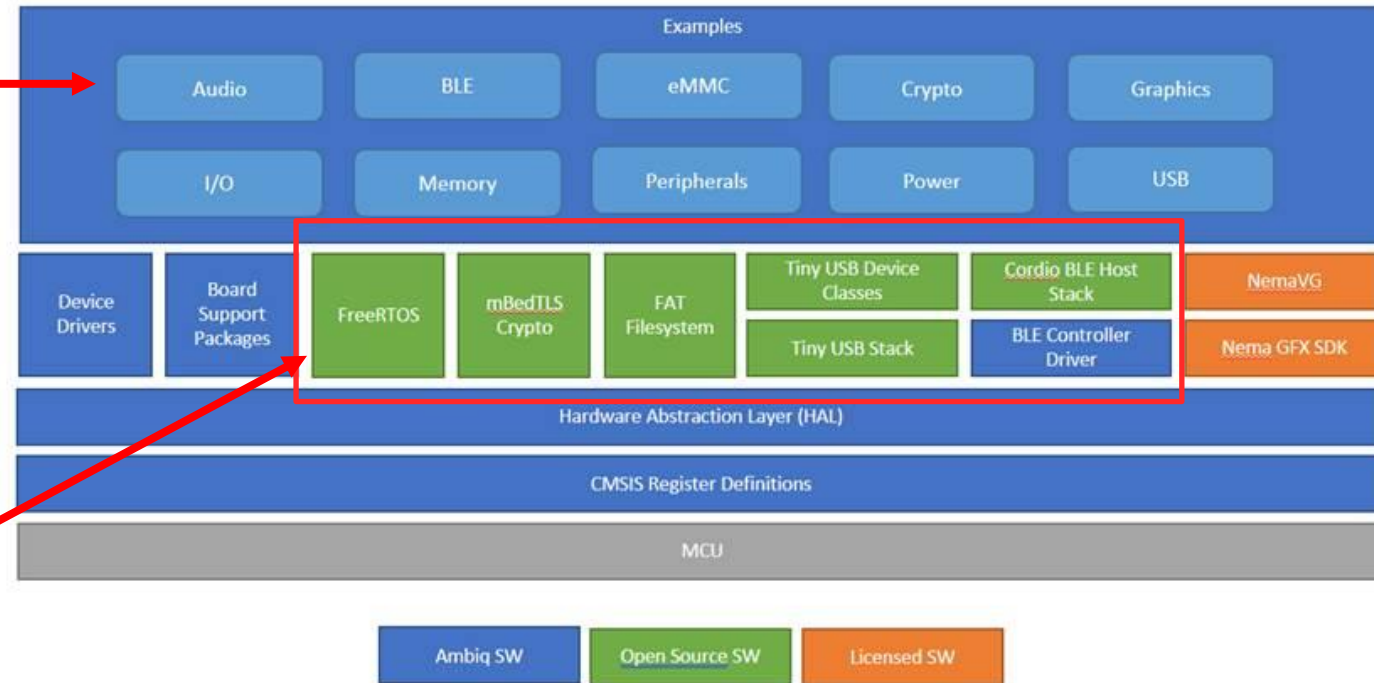 Examples
Audio
BLE
eMMC
Crypto
Graphics
I/O
Memory
Peripherals
Power
USB
Device
Drivers
Board
Support
Packages
FreeRTOS
mBedTLS
Crypto
FAT
Filesystem
Tiny USB Device
Classes
Tiny USB Stack
Cordio BLE Host
Stack
BLE Controller
Driver
NemaVG
Nema GFX SDK
Hardware Abstraction Layer (HAL)
CMSIS Register Definitions
MCU
Ambiq SW
Open Source SW
Licensed SW